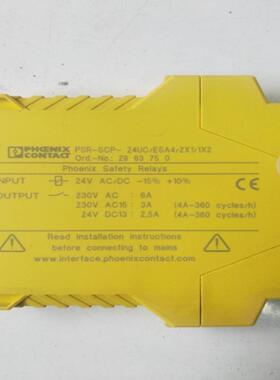 PHŒNIX CONTACT
PSR-SCP- 24UC/ESA4/2X1/1X2
Ord.-No.: 29 63 75 0
Phoenix Safety Relays
INPUT 24V AC/DC -15% +10%
OUTPUT 230V AC : 6A
230V AC15: 3A (4A-360 cycles/h)
24V DC13: 2,5A (4A-360 cycles/h)
CE
Read installation instructions
before connecting to mains
www.interface.phoenixcontact.com